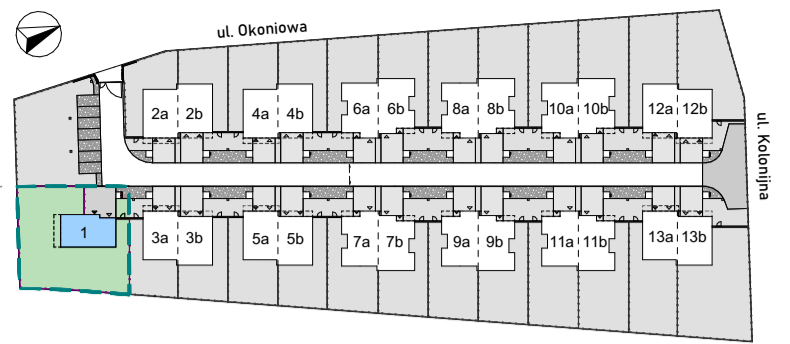 ul. Okoniowa
2a 2b 4a 4b 6a 6b 8a 8b 10a 10b 12a 12b
ul. Kolonijna
1 3a 3b 5a 5b 7a 7b 9a 9b 11a 11b 13a 13b